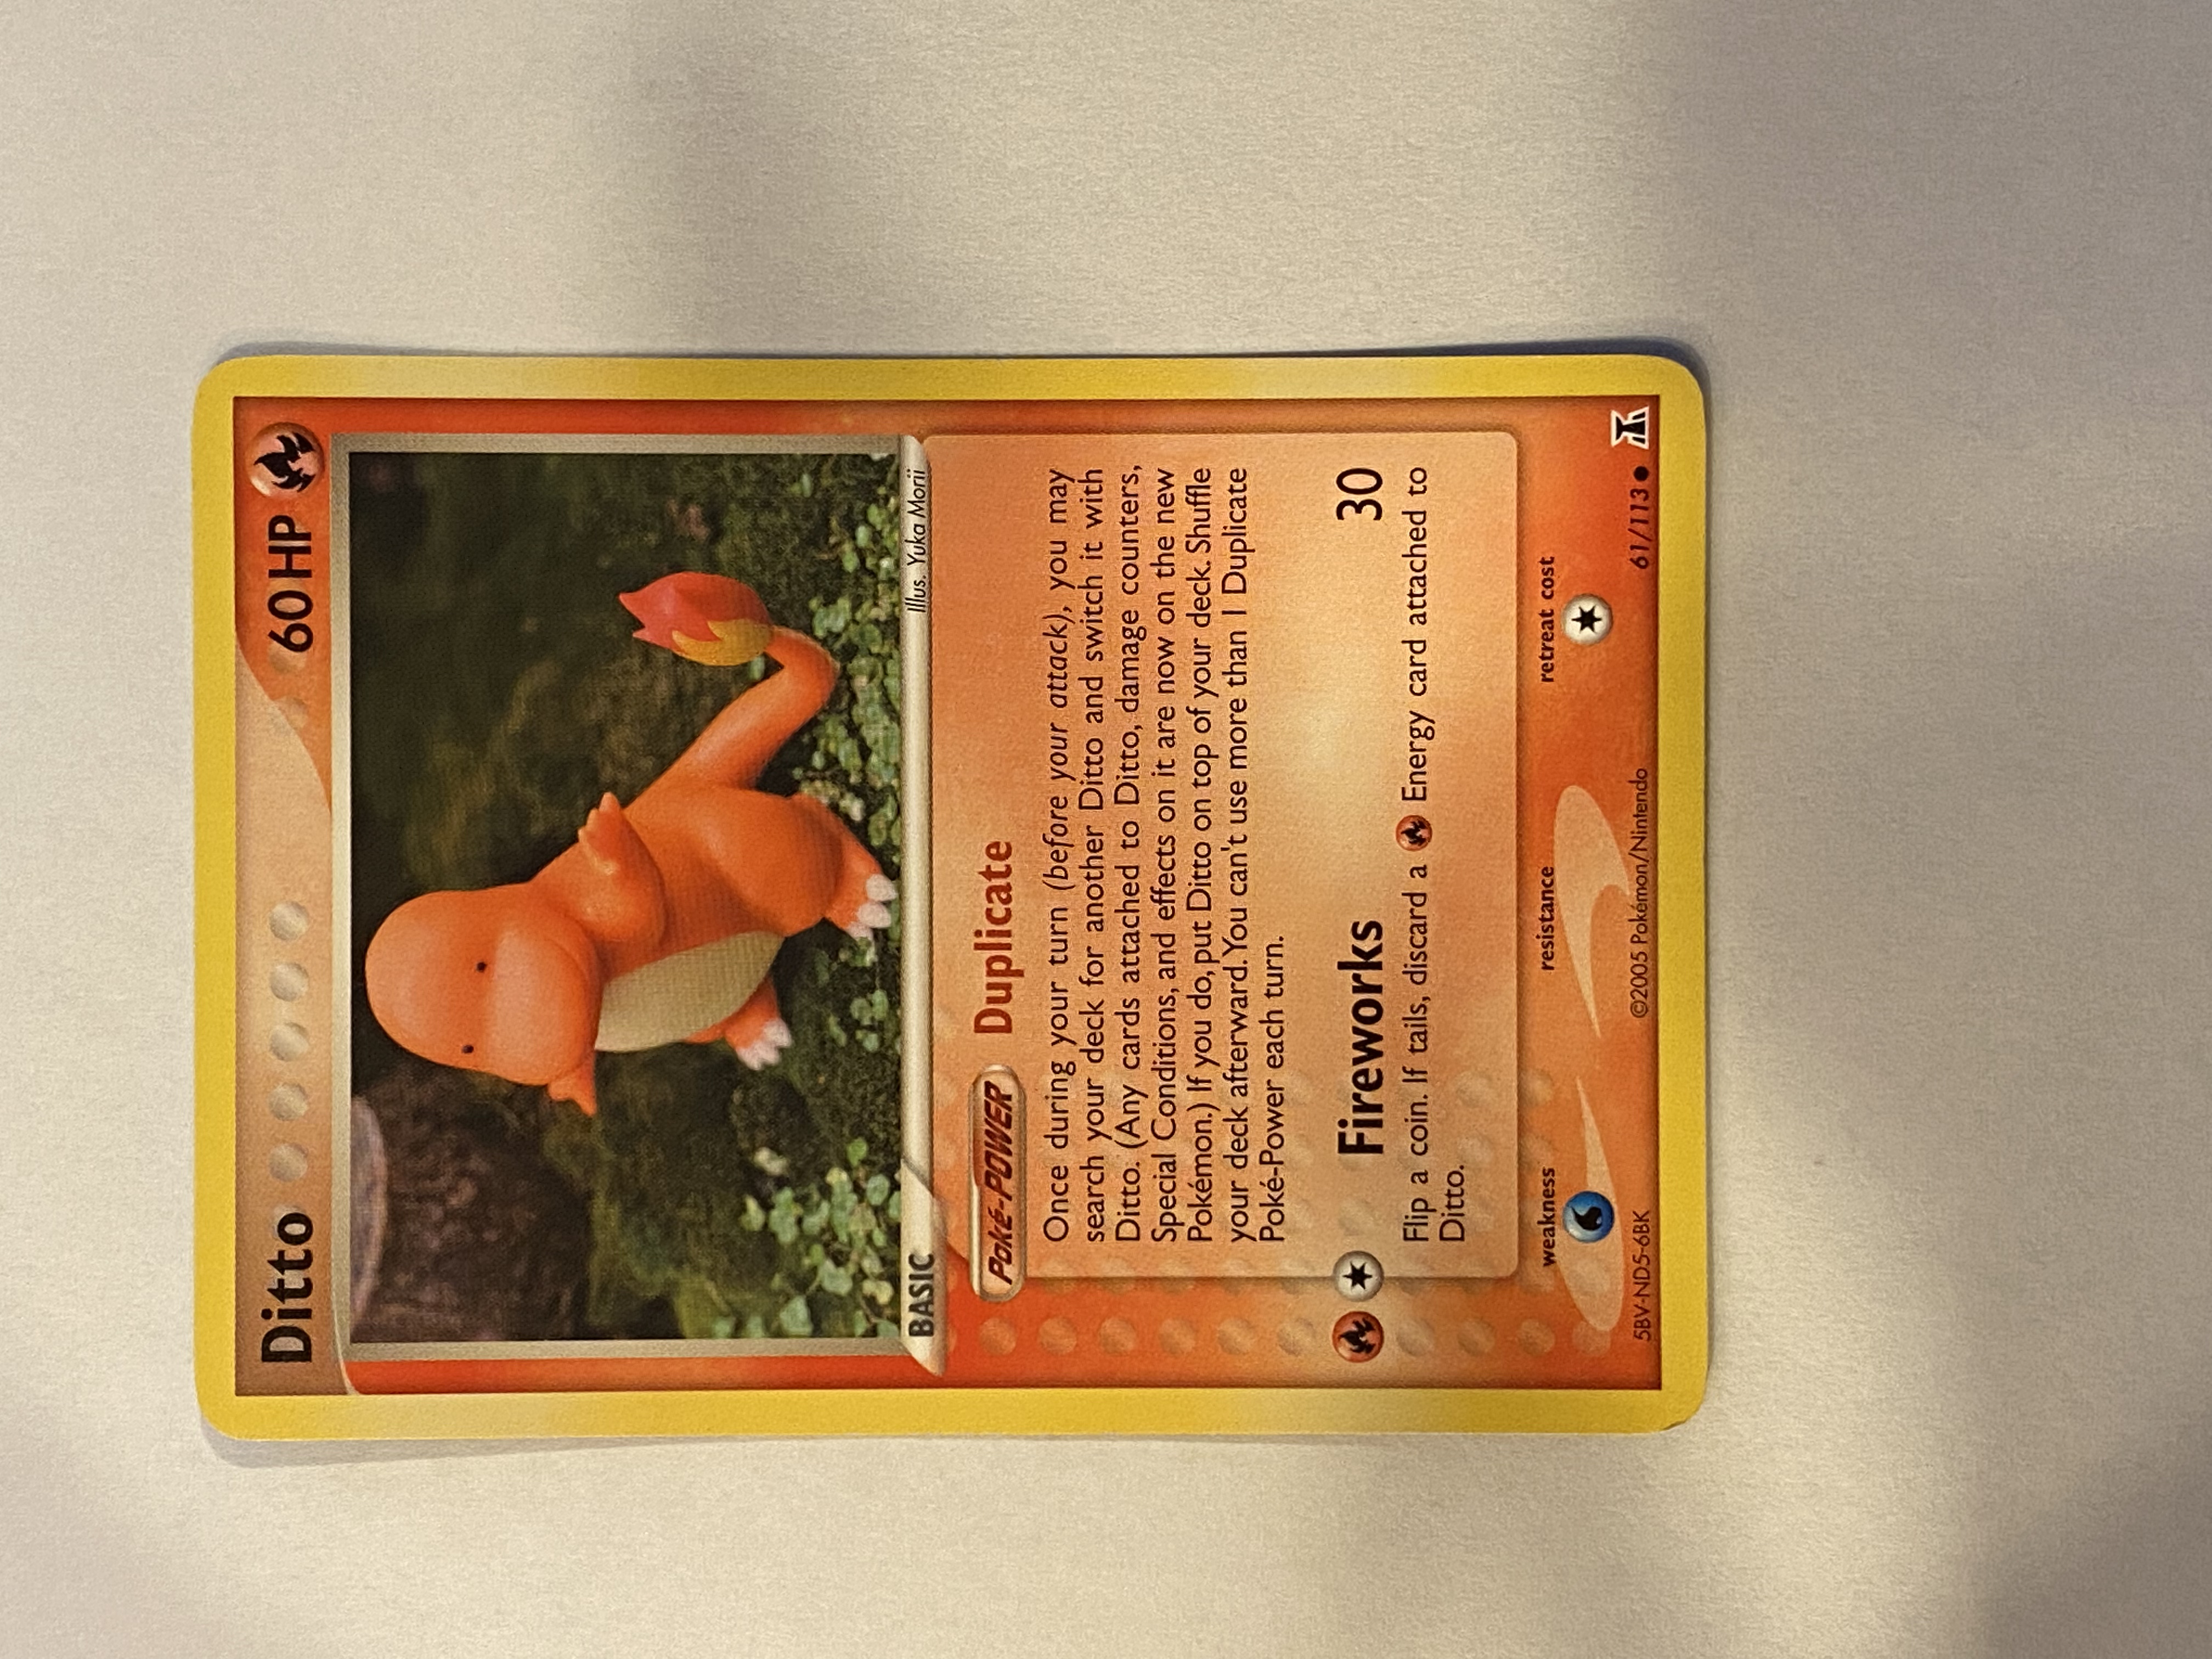 Ditto 60 HP
BASIC Illus. Yuka Morii
Poké-POWER Duplicate
Once during your turn (before your attack), you may
search your deck for another Ditto and switch it with
Ditto. (Any cards attached to Ditto, damage counters,
Special Conditions, and effects on it are now on the new
Pokémon.) If you do, put Ditto on top of your deck. Shuffle
your deck afterward. You can't use more than 1 Duplicate
Poké-Power each turn.
Fireworks 30
Flip a coin. If tails, discard a Energy card attached to
Ditto.
weakness resistance retreat cost
5BV-ND5-6BK ©2005 Pokémon/Nintendo 61/113